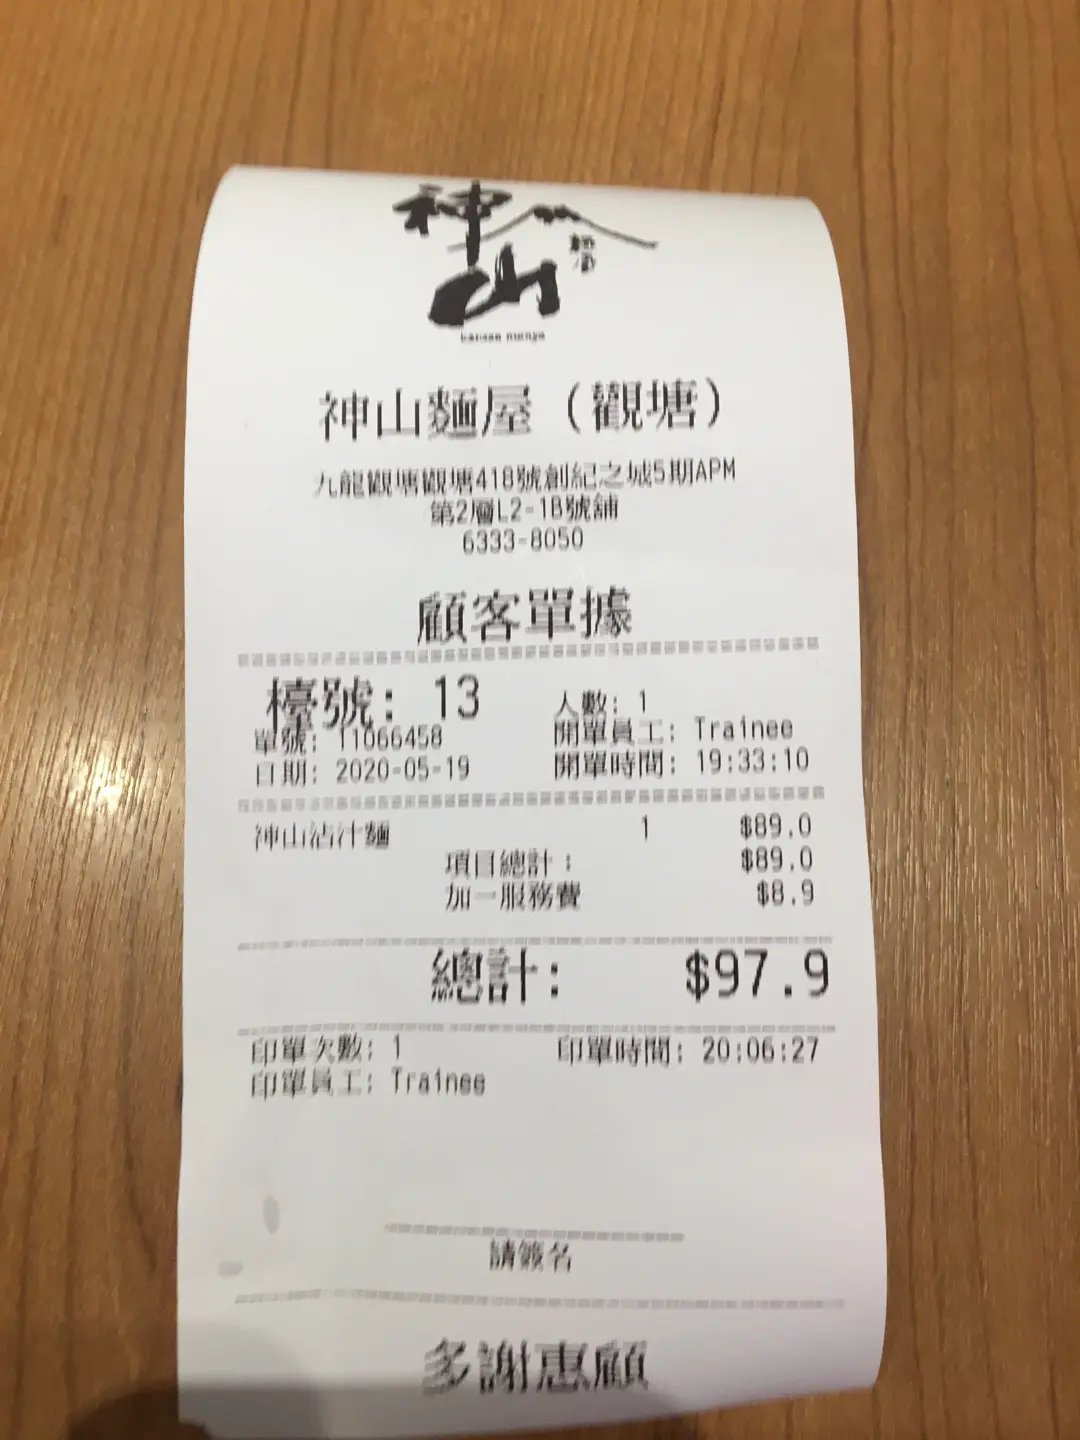 神山
麵屋
神山麵屋（觀塘）
九龍觀塘觀塘418號創紀之城5期APM
第2層L2-1B號舖
6333-8050
顧客單據
檯號: 13 人數: 1
單號: 11066458 開單員工: Trainee
日期: 2020-05-19 開單時間: 19:33:10
神山沾汁麵 1 $89.0
項目總計: $89.0
加一服務費 $8.9
總計: $97.9
印單次數: 1 印單時間: 20:06:27
印單員工: Trainee
請簽名
多謝惠顧